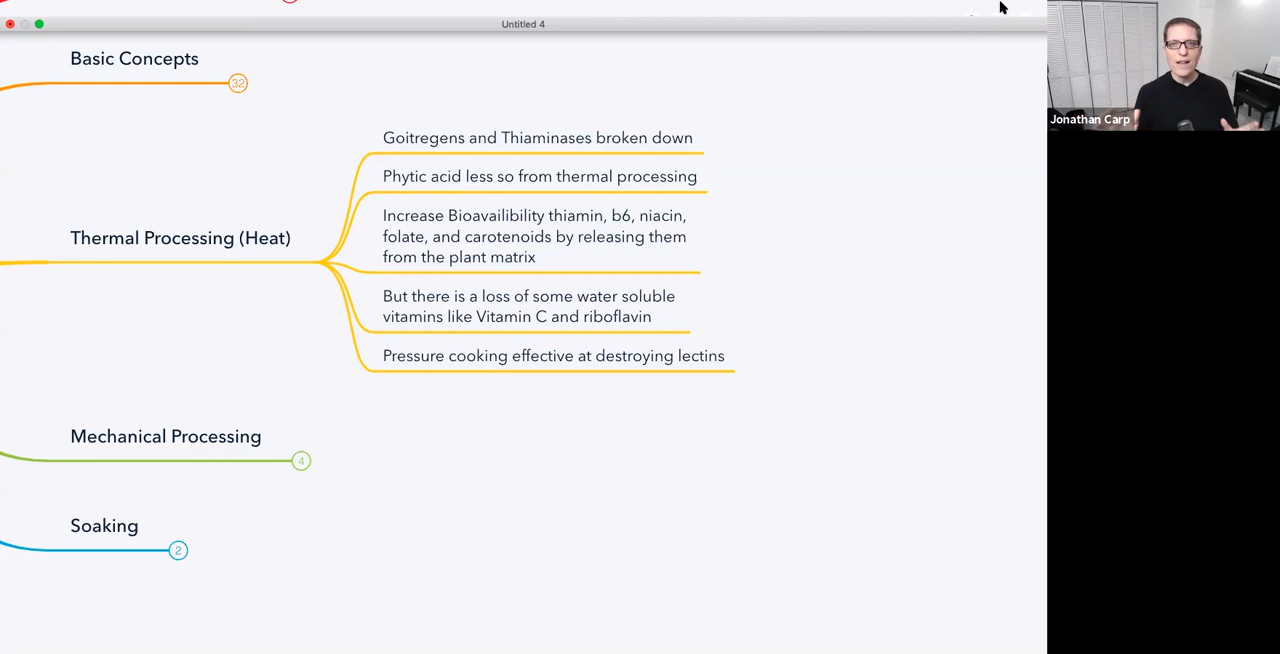 Untitled 4
Basic Concepts
32
Goitregens and Thiaminases broken down
Phytic acid less so from thermal processing
Increase Bioavailibility thiamin, b6, niacin,
folate, and carotenoids by releasing them
from the plant matrix
Thermal Processing (Heat)
But there is a loss of some water soluble
vitamins like Vitamin C and riboflavin
Pressure cooking effective at destroying lectins
Mechanical Processing
4
Soaking
2
Jonathan Carp